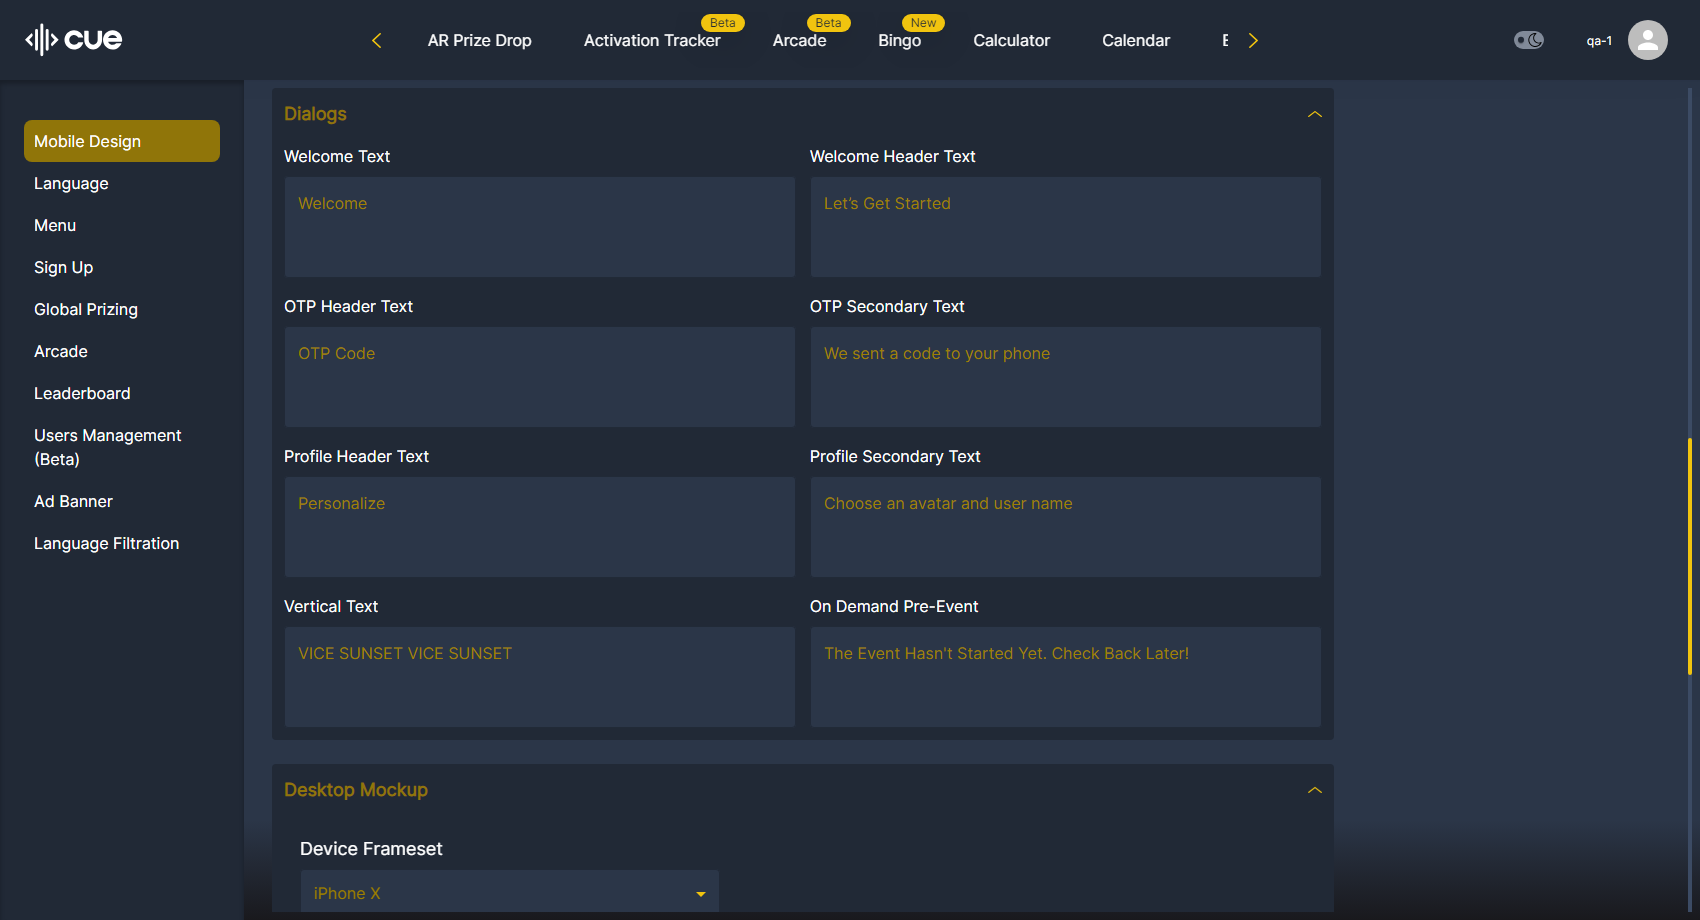 cue
AR Prize Drop
Activation Tracker
Beta
Arcade
Beta
Bingo
New
Calculator
Calendar
qa-1
Mobile Design
Language
Menu
Sign Up
Global Prizing
Arcade
Leaderboard
Users Management
(Beta)
Ad Banner
Language Filtration
Dialogs
Welcome Text
Welcome
Welcome Header Text
Let’s Get Started
OTP Header Text
OTP Code
OTP Secondary Text
We sent a code to your phone
Profile Header Text
Personalize
Profile Secondary Text
Choose an avatar and user name
Vertical Text
VICE SUNSET VICE SUNSET
On Demand Pre-Event
The Event Hasn't Started Yet. Check Back Later!
Desktop Mockup
Device Frameset
iPhone X